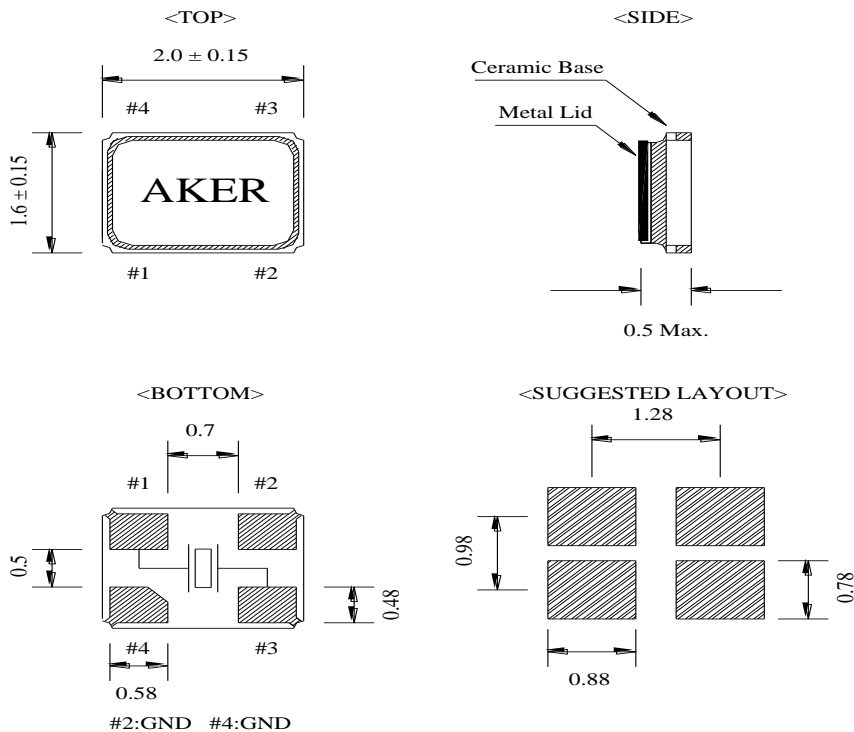 <TOP>
2.0 ± 0.15
#4 #3
1.6 ± 0.15
AKER
#1 #2
<SIDE>
Ceramic Base
Metal Lid
0.5 Max.
<BOTTOM>
0.7
#1 #2
0.5
0.48
#4 #3
0.58
#2:GND #4:GND
<SUGGESTED LAYOUT>
1.28
0.98
0.78
0.88